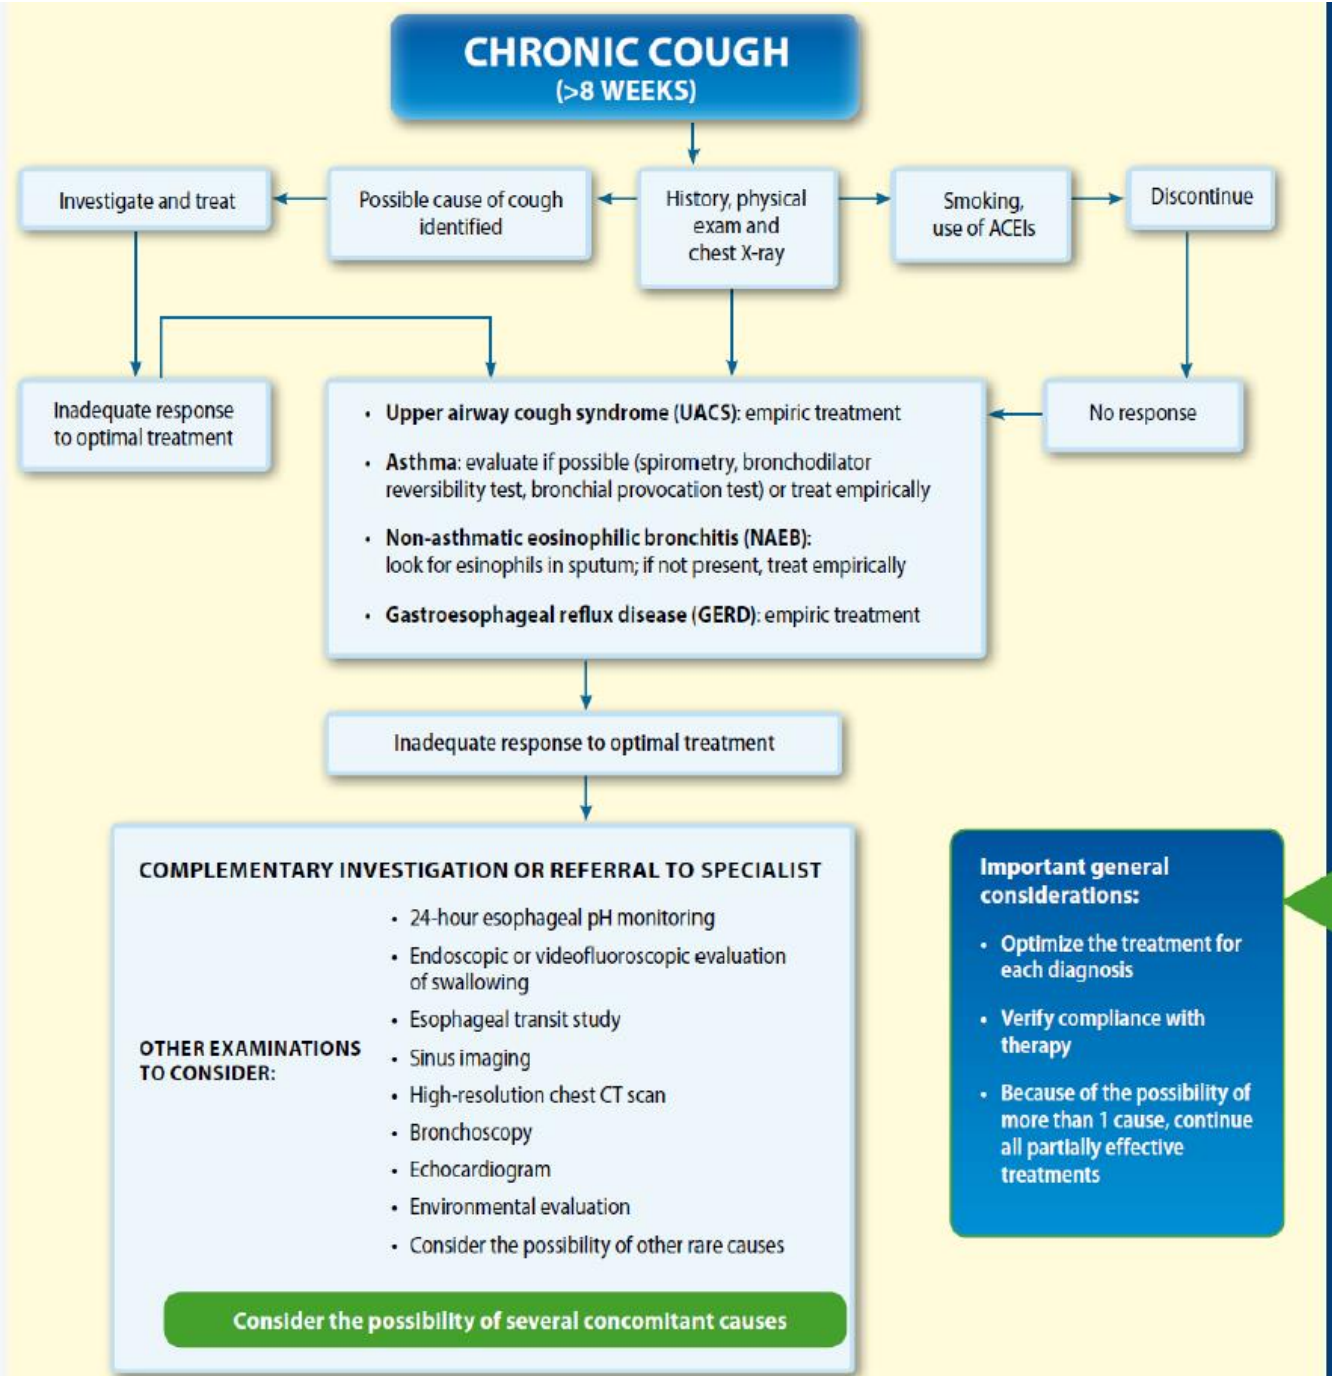 CHRONIC COUGH
(>8 WEEKS)
Investigate and treat
Possible cause of cough
identified
History, physical
exam and
chest X-ray
Smoking,
use of ACEIs
Discontinue
Inadequate response
to optimal treatment
• Upper airway cough syndrome (UACS): empiric treatment
• Asthma: evaluate if possible (spirometry, bronchodilator
reversibility test, bronchial provocation test) or treat empirically
• Non-asthmatic eosinophilic bronchitis (NAEB):
look for esinophils in sputum; if not present, treat empirically
• Gastroesophageal reflux disease (GERD): empiric treatment
No response
Inadequate response to optimal treatment
COMPLEMENTARY INVESTIGATION OR REFERRAL TO SPECIALIST
OTHER EXAMINATIONS
TO CONSIDER:
• 24-hour esophageal pH monitoring
• Endoscopic or videofluoroscopic evaluation
of swallowing
• Esophageal transit study
• Sinus imaging
• High-resolution chest CT scan
• Bronchoscopy
• Echocardiogram
• Environmental evaluation
• Consider the possibility of other rare causes
Consider the possibility of several concomitant causes
Important general
considerations:
• Optimize the treatment for
each diagnosis
• Verify compliance with
therapy
• Because of the possibility of
more than 1 cause, continue
all partially effective
treatments